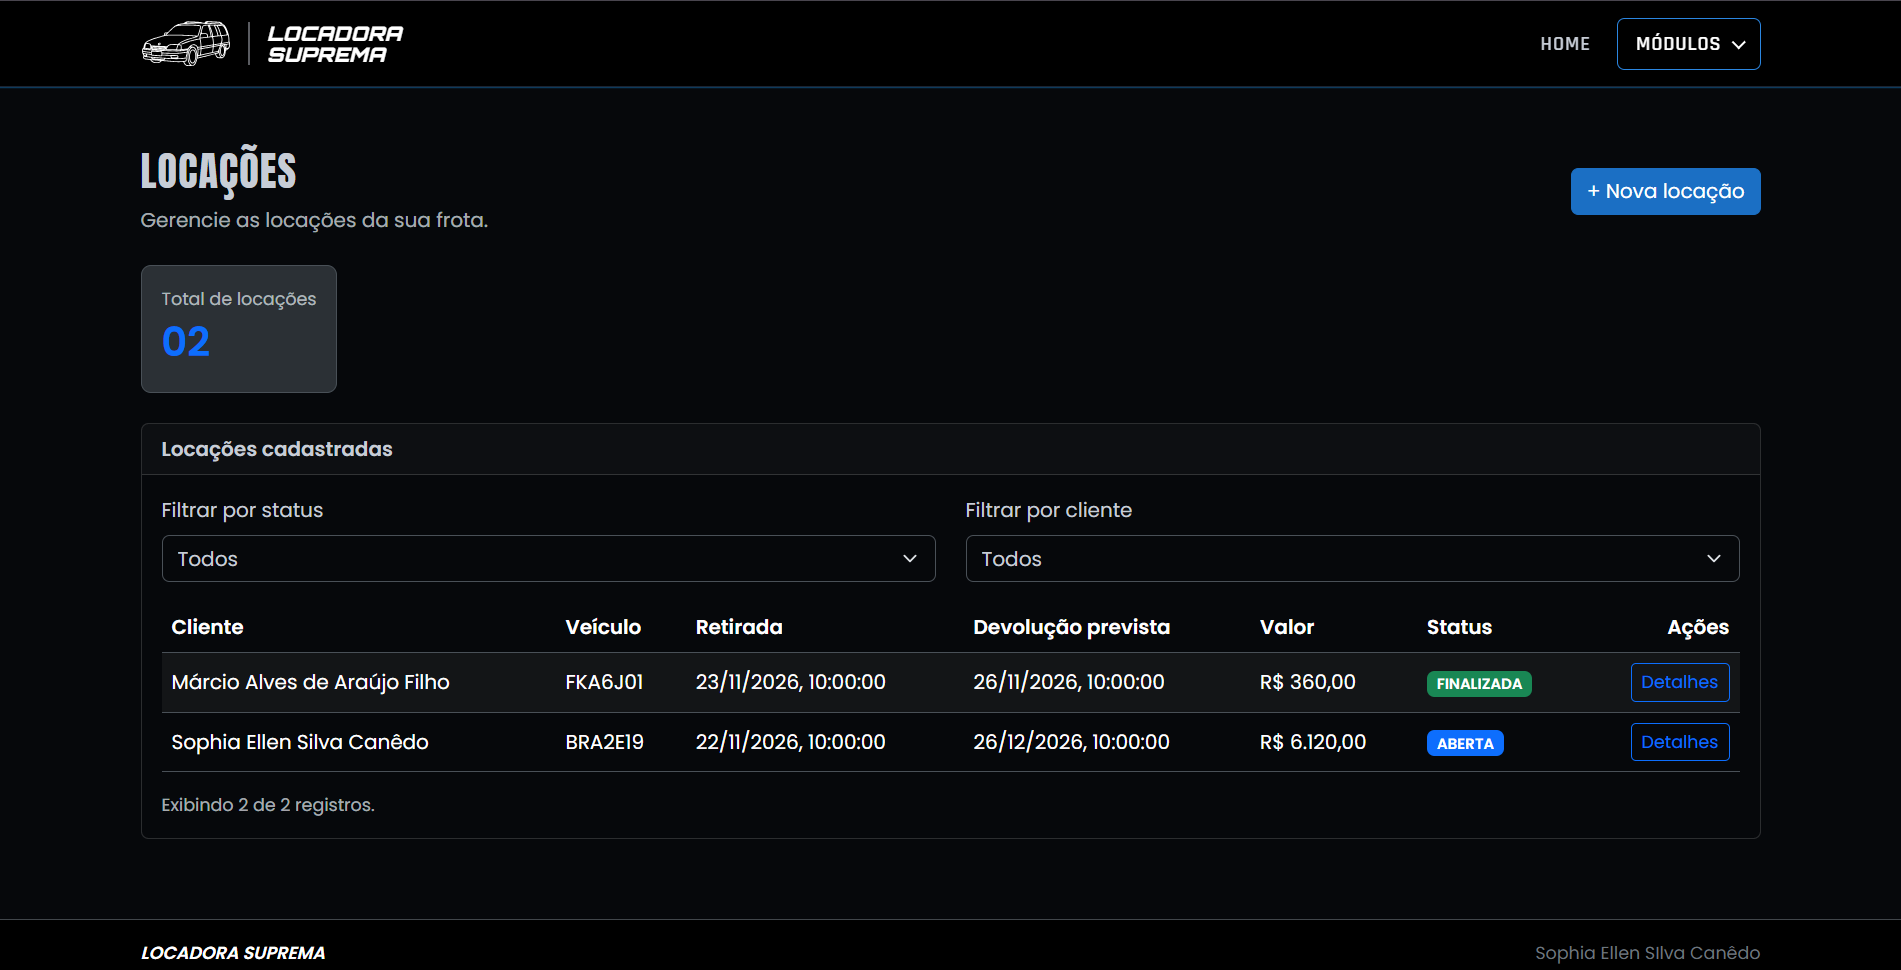 LOCADORA
SUPREMA
HOME
MÓDULOS
LOCAÇÕES
Gerencie as locações da sua frota.
+ Nova locação
Total de locações
02
Locações cadastradas
Filtrar por status
Filtrar por cliente
Todos
Todos
Cliente Veículo Retirada Devolução prevista Valor Status Ações
Márcio Alves de Araújo Filho FKA6J01 23/11/2026, 10:00:00 26/11/2026, 10:00:00 R$ 360,00 FINALIZADA Detalhes
Sophia Ellen Silva Canêdo BRA2E19 22/11/2026, 10:00:00 26/12/2026, 10:00:00 R$ 6.120,00 ABERTA Detalhes
Exibindo 2 de 2 registros.
LOCADORA SUPREMA
Sophia Ellen SIlva Canêdo